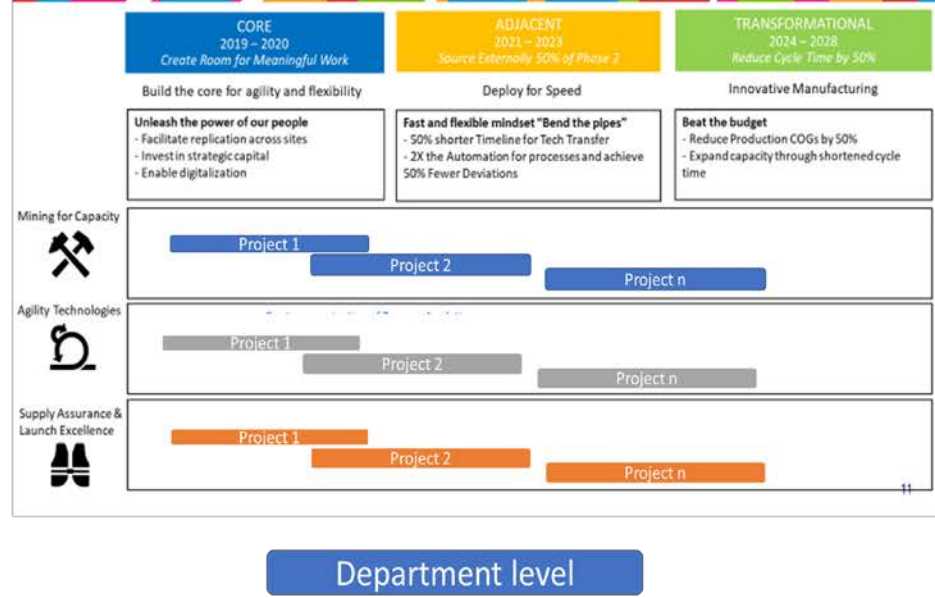 CORE
2019 – 2020
Create Room for Meaningful Work
ADJACENT
2021 – 2023
Source Externally 50% of Phase 2
TRANSFORMATIONAL
2024 – 2028
Reduce Cycle Time by 50%
Build the core for agility and flexibility
Deploy for Speed
Innovative Manufacturing
Unleash the power of our people
- Facilitate replication across sites
- Invest in strategic capital
- Enable digitalization
Fast and flexible mindset "Bend the pipes"
- 50% shorter Timeline for Tech Transfer
- 2X the Automation for processes and achieve
50% Fewer Deviations
Beat the budget
- Reduce Production COGs by 50%
- Expand capacity through shortened cycle
time
Mining for Capacity
Project 1
Project 2
Project n
Agility Technologies
Project 1
Project 2
Project n
Supply Assurance &
Launch Excellence
Project 1
Project 2
Project n
11
Department level